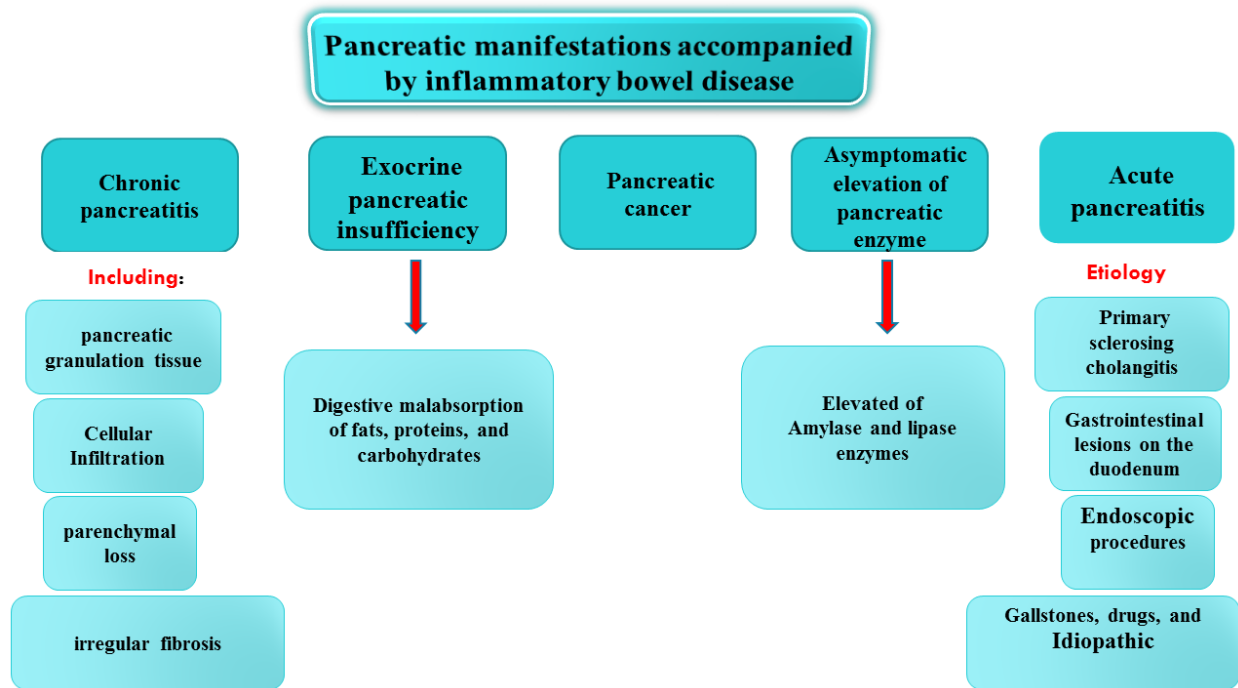 Pancreatic manifestations accompanied
by inflammatory bowel disease
Chronic
pancreatitis
Including:
pancreatic
granulation tissue
Cellular
Infiltration
parenchymal
loss
irregular fibrosis
Exocrine
pancreatic
insufficiency
Digestive malabsorption
of fats, proteins, and
carbohydrates
Pancreatic
cancer
Asymptomatic
elevation of
pancreatic
enzyme
Elevated of
Amylase and lipase
enzymes
Acute
pancreatitis
Etiology
Primary
sclerosing
cholangitis
Gastrointestinal
lesions on the
duodenum
Endoscopic
procedures
Gallstones, drugs, and
Idiopathic